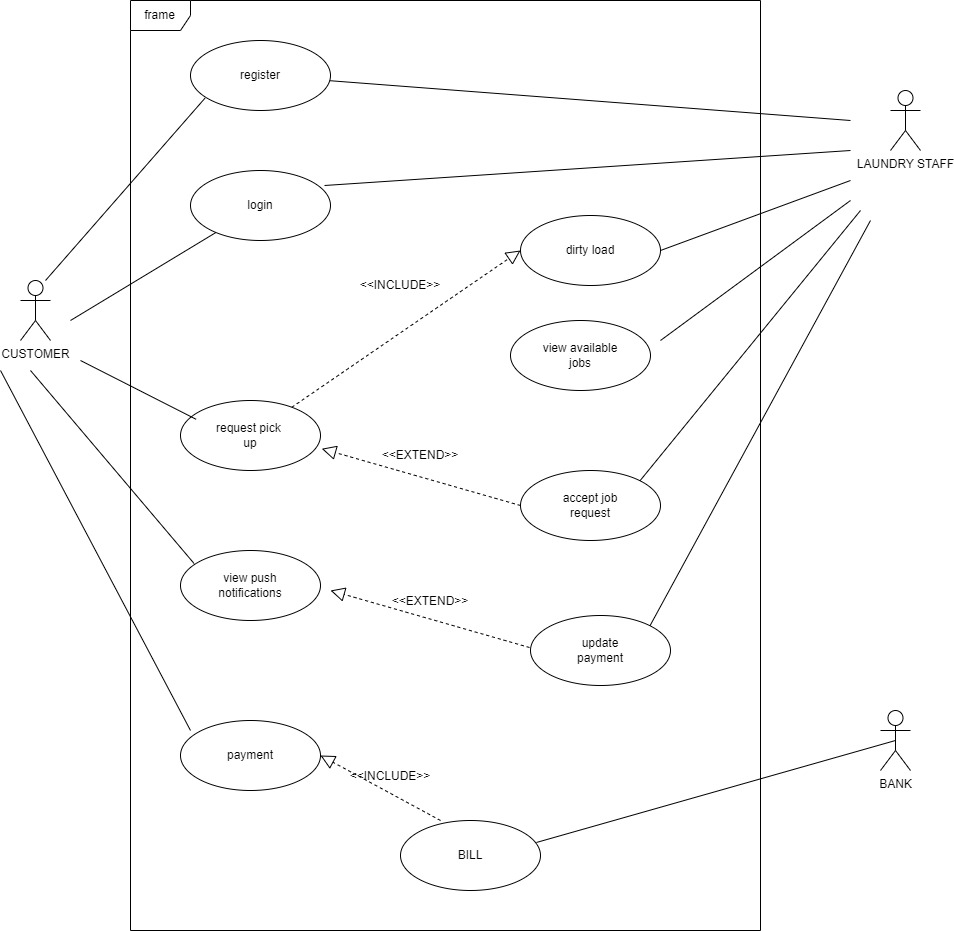 frame
register
LAUNDRY STAFF
login
dirty load
<<INCLUDE>>
CUSTOMER
view available
jobs
request pick
up
<<EXTEND>>
accept job
request
view push
notifications
<<EXTEND>>
update
payment
payment
<<INCLUDE>>
BANK
BILL